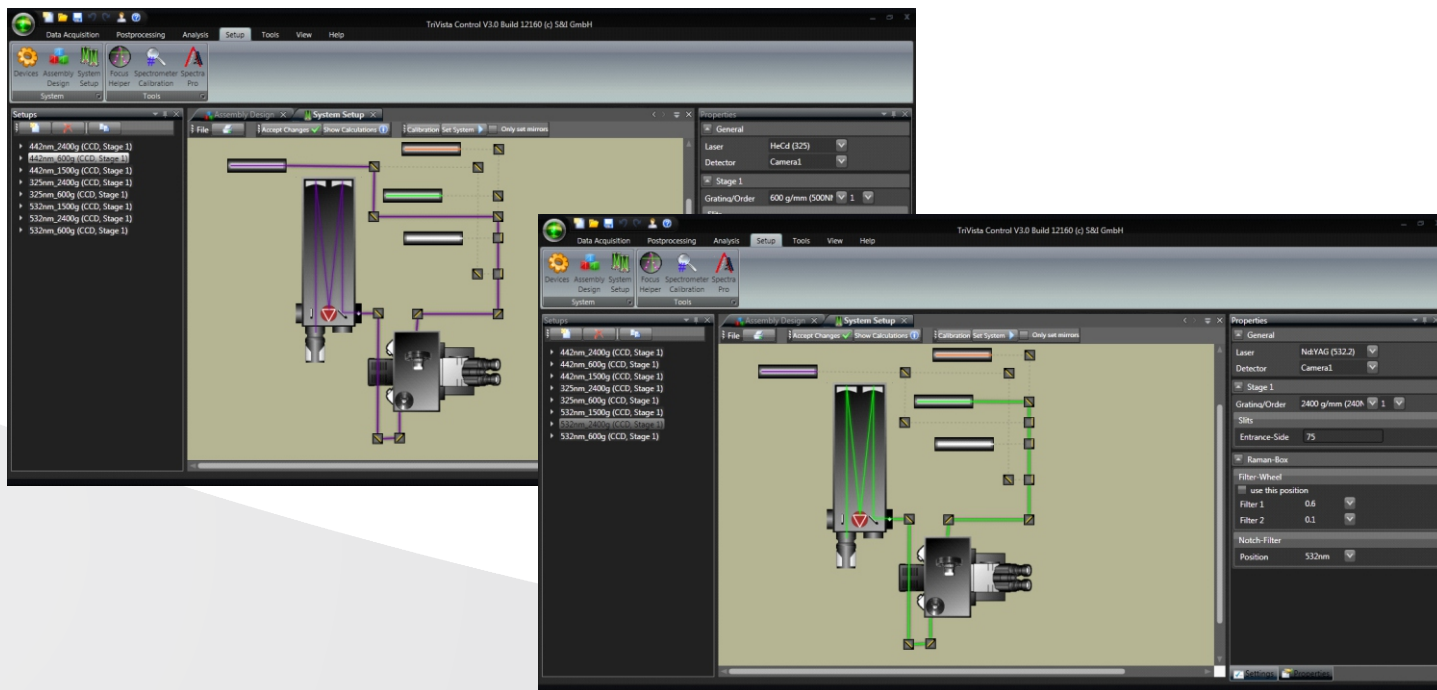 TriVista Control V3.0 Build 12160 (c) S&I GmbH
Data Acquisition Postprocessing Analysis Setup Tools View Help
Devices Assembly Design System Setup Focus Helper Spectrometer Calibration Spectra Pro
System Tools
Setups
Assembly Design System Setup
File Accept Changes Show Calculations Calibration Set System Only set mirrors
442nm_2400g (CCD, Stage 1)
442nm_600g (CCD, Stage 1)
442nm_1500g (CCD, Stage 1)
325nm_2400g (CCD, Stage 1)
325nm_600g (CCD, Stage 1)
532nm_1500g (CCD, Stage 1)
532nm_2400g (CCD, Stage 1)
532nm_600g (CCD, Stage 1)
Properties
General
Laser HeCd (325)
Detector Camera1
Stage 1
Grating/Order 600 g/mm (500NI 1
Slits
TriVista Control V3.0 Build 12160 (c) S&I GmbH
Data Acquisition Postprocessing Analysis Setup Tools View Help
Devices Assembly Design System Setup Focus Helper Spectrometer Calibration Spectra Pro
System Tools
Setups
Assembly Design System Setup
File Accept Changes Show Calculations Calibration Set System Only set mirrors
442nm_2400g (CCD, Stage 1)
442nm_600g (CCD, Stage 1)
442nm_1500g (CCD, Stage 1)
325nm_2400g (CCD, Stage 1)
325nm_600g (CCD, Stage 1)
532nm_1500g (CCD, Stage 1)
532nm_2400g (CCD, Stage 1)
532nm_600g (CCD, Stage 1)
Properties
General
Laser Nd:YAG (532.2)
Detector Camera1
Stage 1
Grating/Order 2400 g/mm (240N 1
Slits
Entrance-Side 75
Raman-Box
Filter-Wheel
use this position
Filter 1 0.6
Filter 2 0.1
Notch-Filter
Position 532nm
Settings Properties